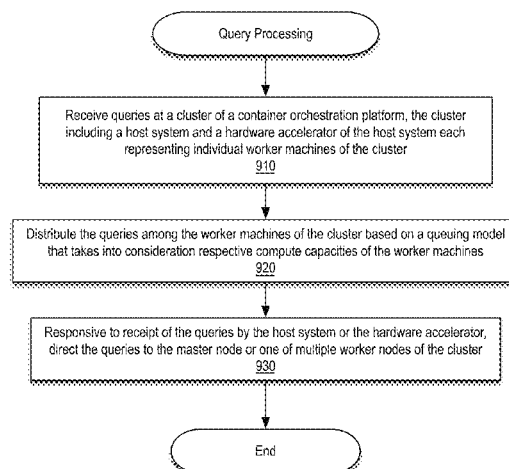 Query Processing
Receive queries at a cluster of a container orchestration platform, the cluster
including a host system and a hardware accelerator of the host system each
representing individual worker machines of the cluster
910
Distribute the queries among the worker machines of the cluster based on a queuing model
that takes into consideration respective compute capacities of the worker machines
920
Responsive to receipt of the queries by the host system or the hardware accelerator,
direct the queries to the master node or one of multiple worker nodes of the cluster
930
End